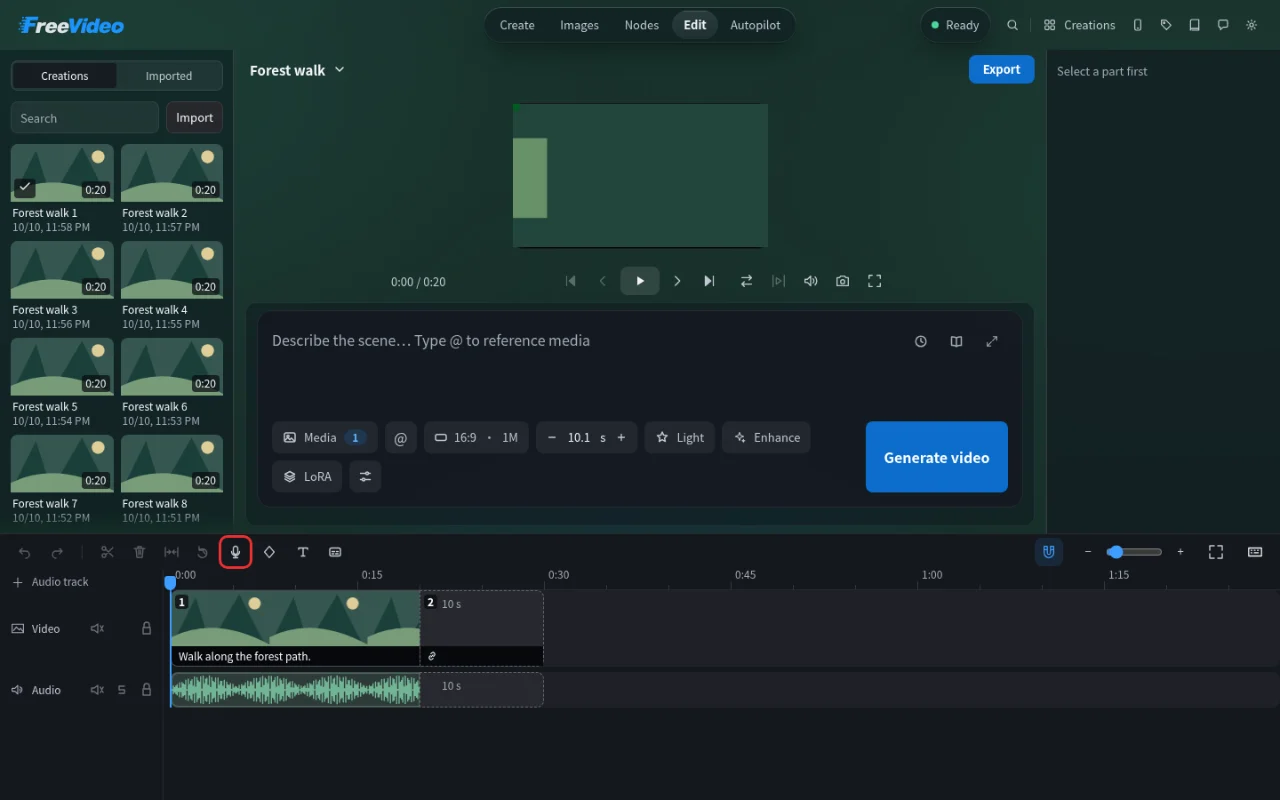 FreeVideo
Create
Images
Nodes
Edit
Autopilot
Ready
Creations
Creations
Imported
Search
Import
0:20
0:20
Forest walk 1
Forest walk 2
10/10, 11:58 PM
10/10, 11:57 PM
0:20
0:20
Forest walk 3
Forest walk 4
10/10, 11:56 PM
10/10, 11:55 PM
0:20
0:20
Forest walk 5
Forest walk 6
10/10, 11:54 PM
10/10, 11:53 PM
0:20
0:20
Forest walk 7
Forest walk 8
10/10, 11:52 PM
10/10, 11:51 PM
Forest walk
Export
0:00 / 0:20
Select a part first
Describe the scene… Type @ to reference media
Media 1
@
16:9 · 1M
− 10.1 s +
Light
Enhance
LoRA
Generate video
T
− +
Audio track
0:00
0:15
0:30
0:45
1:00
1:15
Video
1
2 10 s
Walk along the forest path.
Audio
S
10 s